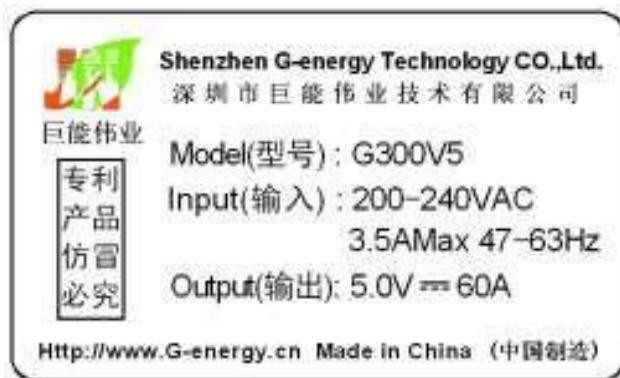 Shenzhen G-energy Technology CO.,Ltd.
深圳市巨能伟业技术有限公司
巨能伟业
专利
产品
仿冒
必究
Model(型号) : G300V5
Input(输入) : 200-240VAC
3.5AMax 47-63Hz
Output(输出): 5.0V ⎓ 60A
Http://www.G-energy.cn Made in China (中国制造)